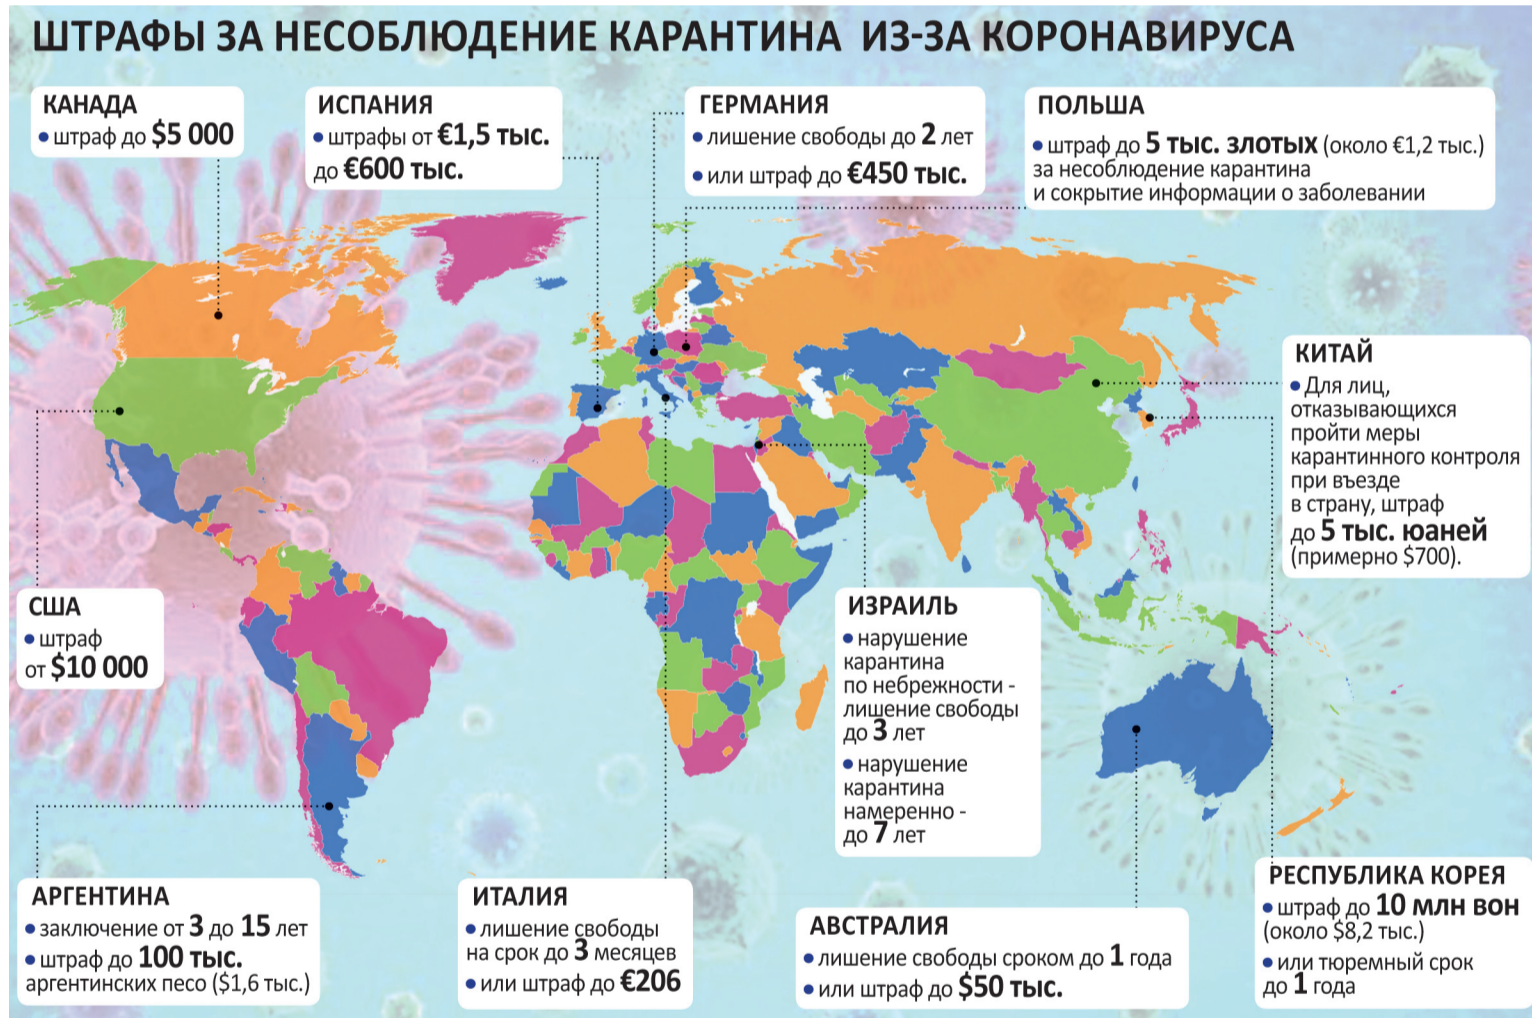 ШТРАФЫ ЗА НЕСОБЛЮДЕНИЕ КАРАНТИНА ИЗ-ЗА КОРОНАВИРУСА
КАНАДА
• штраф до $5 000
ИСПАНИЯ
• штрафы от €1,5 тыс.
до €600 тыс.
ГЕРМАНИЯ
• лишение свободы до 2 лет
• или штраф до €450 тыс.
ПОЛЬША
• штраф до 5 тыс. злотых (около €1,2 тыс.)
за несоблюдение карантина
и сокрытие информации о заболевании
КИТАЙ
• Для лиц,
отказывающихся
пройти меры
карантинного контроля
при въезде
в страну, штраф
до 5 тыс. юаней
(примерно $700).
США
• штраф
от $10 000
ИЗРАИЛЬ
• нарушение
карантина
по небрежности -
лишение свободы
до 3 лет
• нарушение
карантина
намеренно -
до 7 лет
АРГЕНТИНА
• заключение от 3 до 15 лет
• штраф до 100 тыс.
аргентинских песо ($1,6 тыс.)
ИТАЛИЯ
• лишение свободы
на срок до 3 месяцев
• или штраф до €206
АВСТРАЛИЯ
• лишение свободы сроком до 1 года
• или штраф до $50 тыс.
РЕСПУБЛИКА КОРЕЯ
• штраф до 10 млн вон
(около $8,2 тыс.)
• или тюремный срок
до 1 года